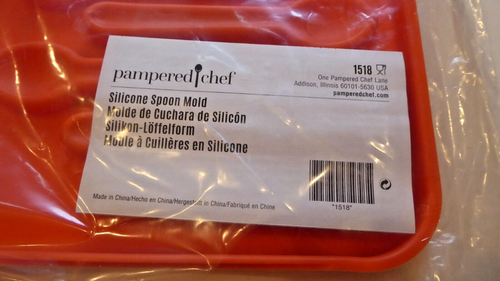 pampered chef
1518
One Pampered Chef Lane
Addison, Illinois 60101-5630 USA
pamperedchef.com
Silicone Spoon Mold
Molde de Cuchara de Silicón
Silikon-Löffelform
Moule à Cuillères en Silicone
Made in China/Hecho en China/Hergestellt in China/Fabriqué en Chine
"1518"